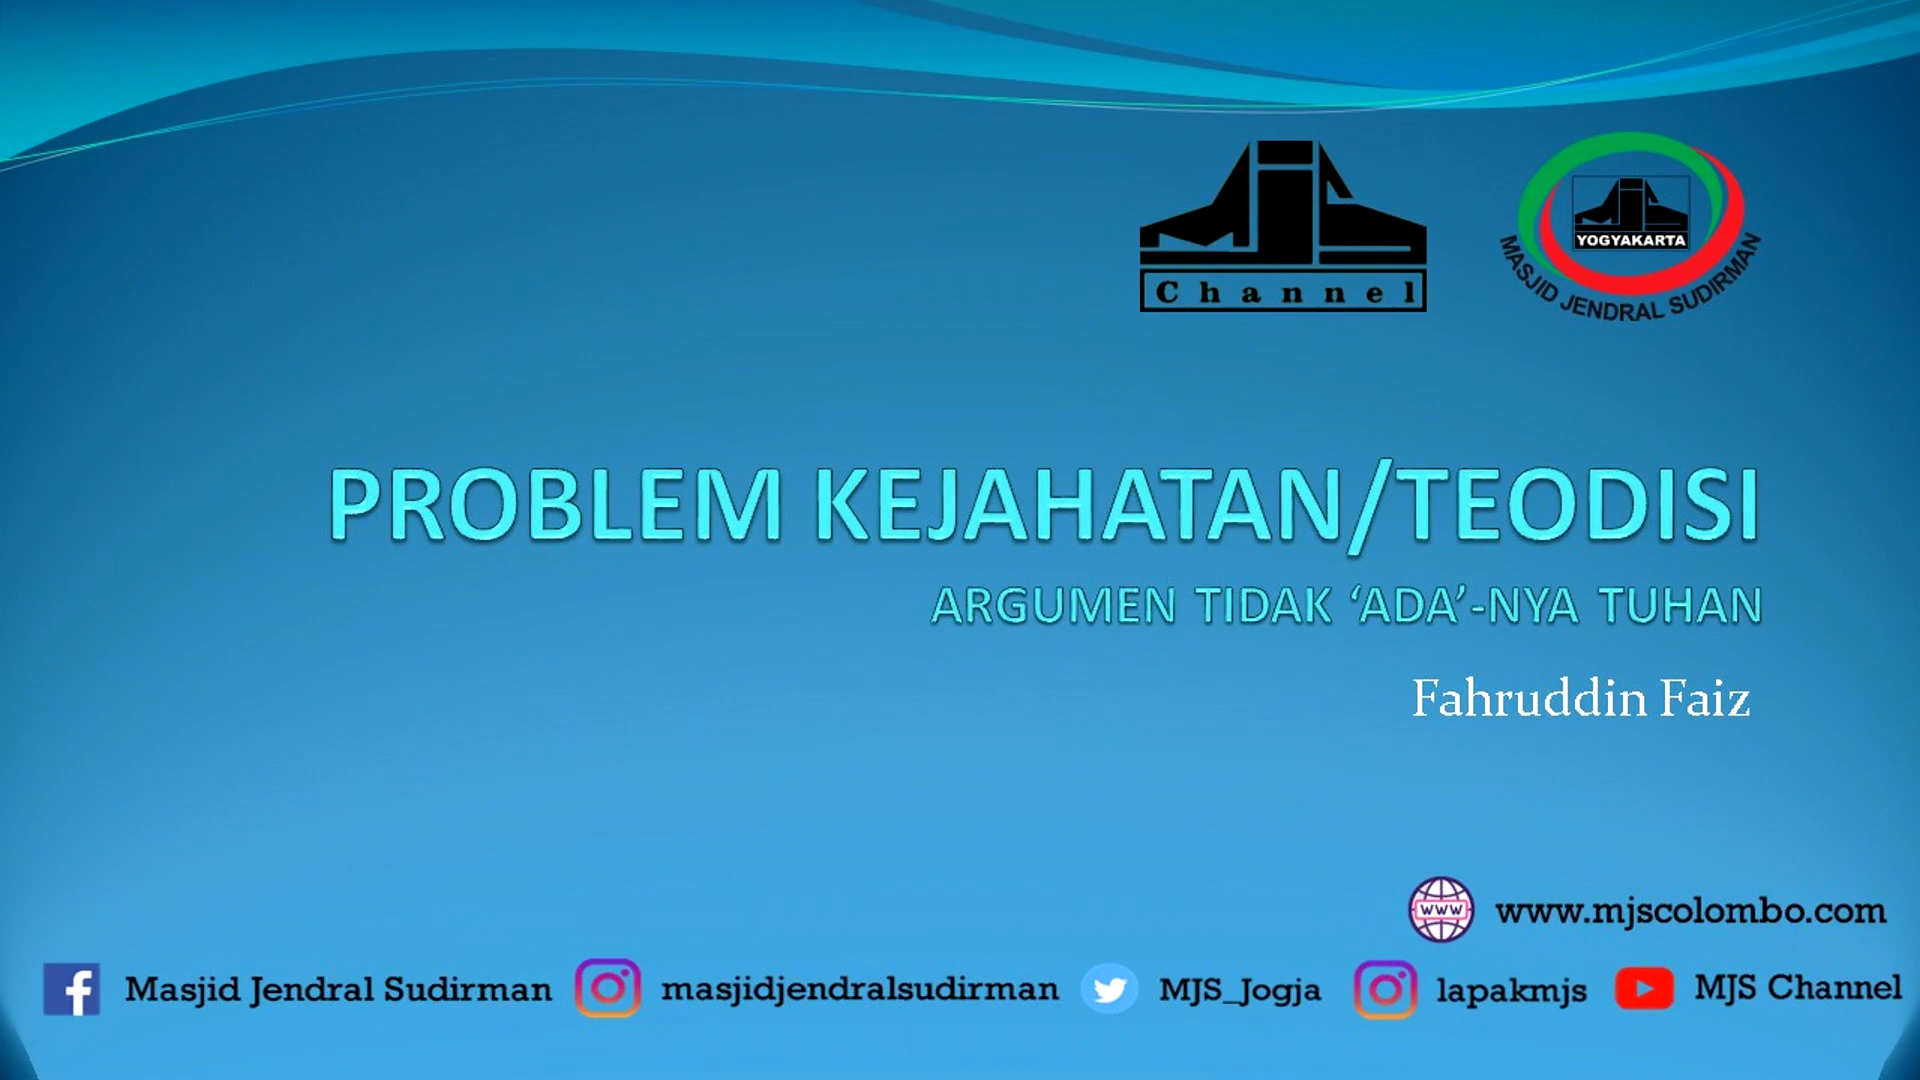 MJS
Channel
YOGYAKARTA
MASJID JENDRAL SUDIRMAN
PROBLEM KEJAHATAN/TEODISI
ARGUMEN TIDAK ‘ADA’-NYA TUHAN
Fahruddin Faiz
www www.mjscolombo.com
Masjid Jendral Sudirman masjidjendralsudirman MJS_Jogja lapakmjs MJS Channel